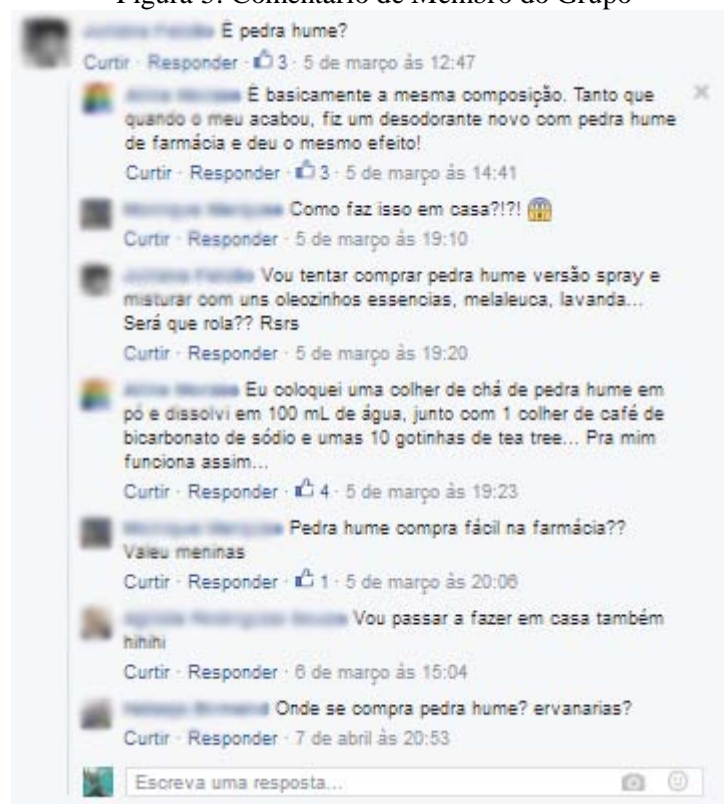 Figura 5: Comentário de Membro do Grupo
É pedra hume?
Curtir · Responder · 3 · 5 de março às 12:47
É basicamente a mesma composição. Tanto que
quando o meu acabou, fiz um desodorante novo com pedra hume
de farmácia e deu o mesmo efeito!
Curtir · Responder · 3 · 5 de março às 14:41
Como faz isso em casa?!?!
Curtir · Responder · 5 de março às 19:10
Vou tentar comprar pedra hume versão spray e
misturar com uns oleozinhos essencias, melaleuca, lavanda...
Será que rola?? Rsrs
Curtir · Responder · 5 de março às 19:20
Eu coloquei uma colher de chá de pedra hume em
pó e dissolvi em 100 mL de água, junto com 1 colher de café de
bicarbonato de sódio e umas 10 gotinhas de tea tree... Pra mim
funciona assim...
Curtir · Responder · 4 · 5 de março às 19:23
Pedra hume compra fácil na farmácia??
Valeu meninas
Curtir · Responder · 1 · 5 de março às 20:06
Vou passar a fazer em casa também
hihihi
Curtir · Responder · 6 de março às 15:04
Onde se compra pedra hume? ervanarias?
Curtir · Responder · 7 de abril às 20:53
Escreva uma resposta...